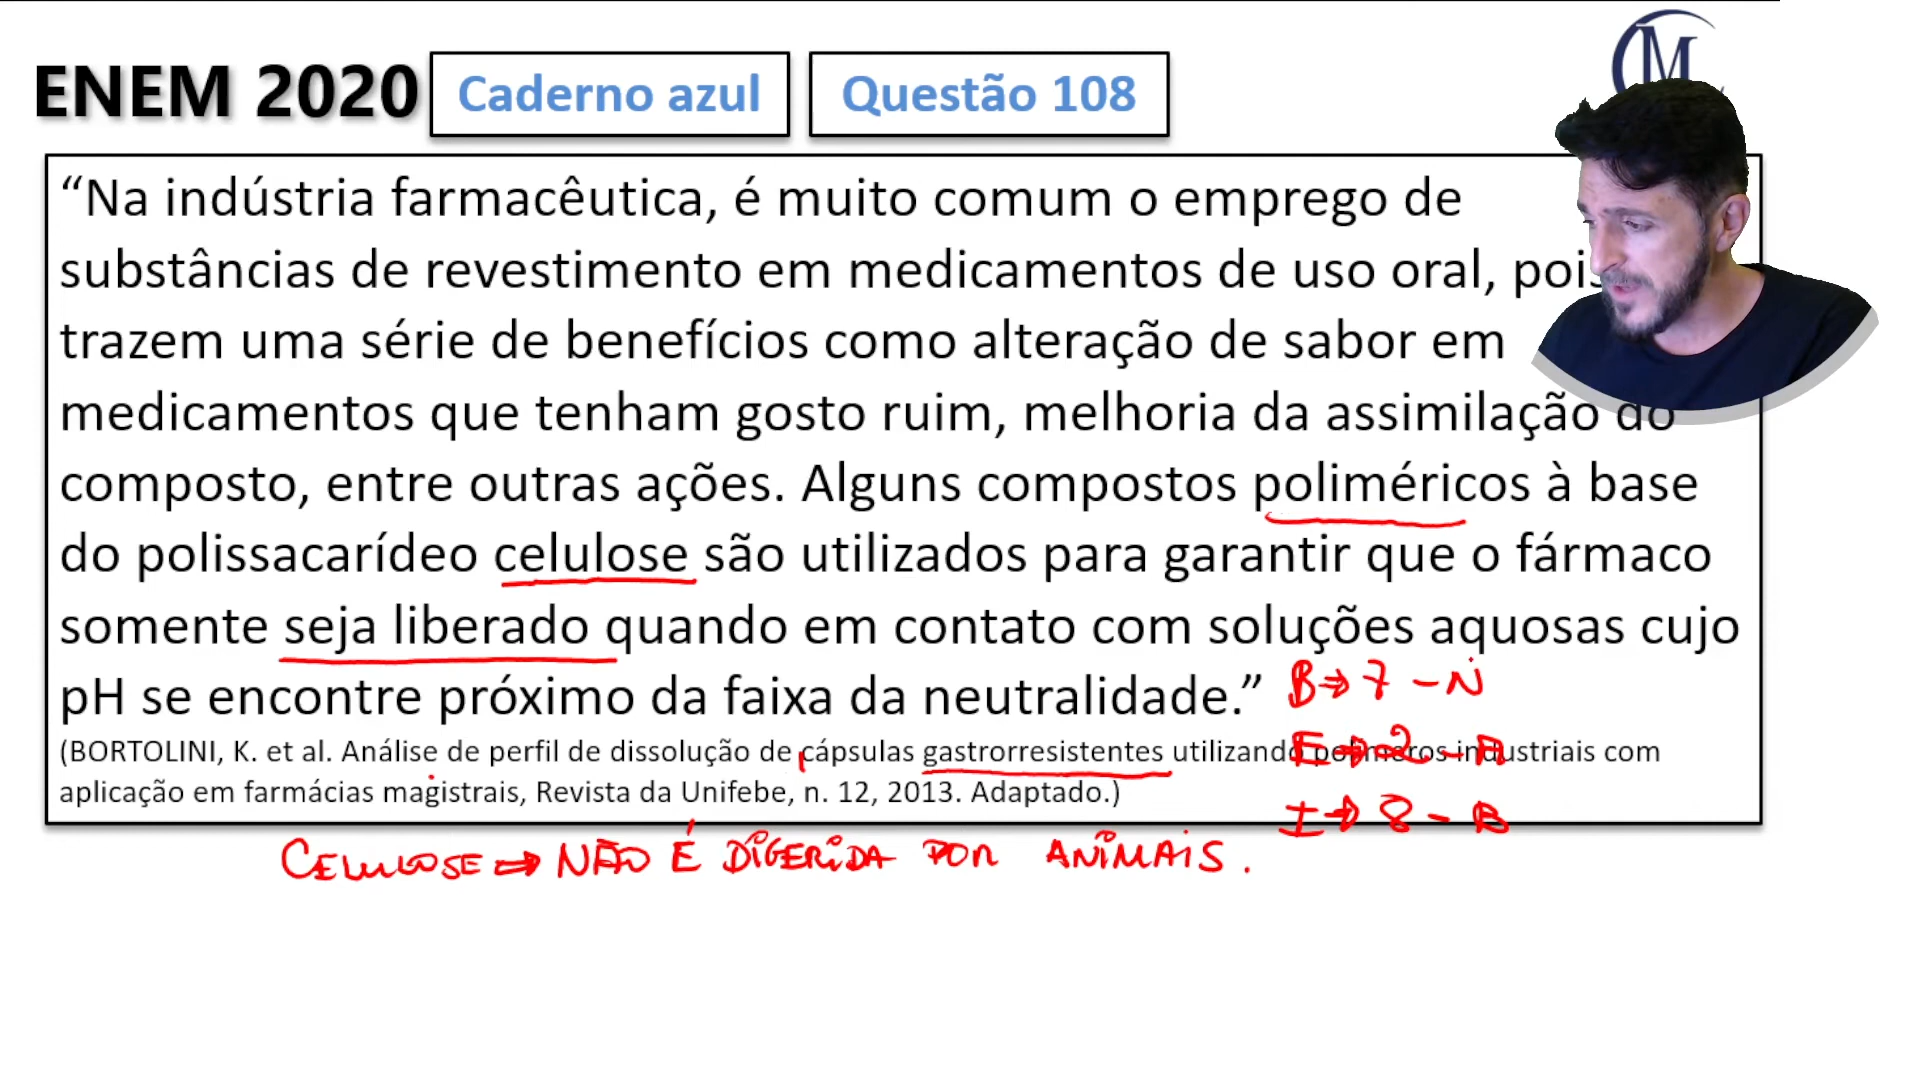 ENEM 2020 Caderno azul Questão 108
M
“Na indústria farmacêutica, é muito comum o emprego de
substâncias de revestimento em medicamentos de uso oral, pois
trazem uma série de benefícios como alteração de sabor em
medicamentos que tenham gosto ruim, melhoria da assimilação do
composto, entre outras ações. Alguns compostos poliméricos à base
do polissacarídeo celulose são utilizados para garantir que o fármaco
somente seja liberado quando em contato com soluções aquosas cujo
pH se encontre próximo da faixa da neutralidade.” B → 7 - N
(BORTOLINI, K. et al. Análise de perfil de dissolução de cápsulas gastrorresistentes utilizando polímeros industriais com
E → 2 - A
aplicação em farmácias magistrais, Revista da Unifebe, n. 12, 2013. Adaptado.)
I → 8 - B
CELULOSE ⇒ NÃO É DIGERIDA POR ANIMAIS.